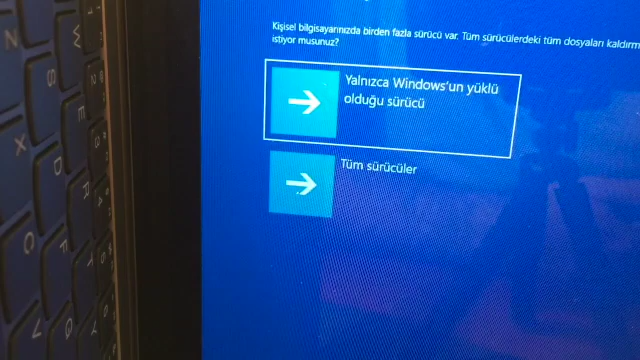 Kişisel bilgisayarınızda birden fazla sürücü var. Tüm sürücülerdeki tüm dosyaları kaldırm
istiyor musunuz?
Yalnızca Windows'un yüklü
olduğu sürücü
Tüm sürücüler